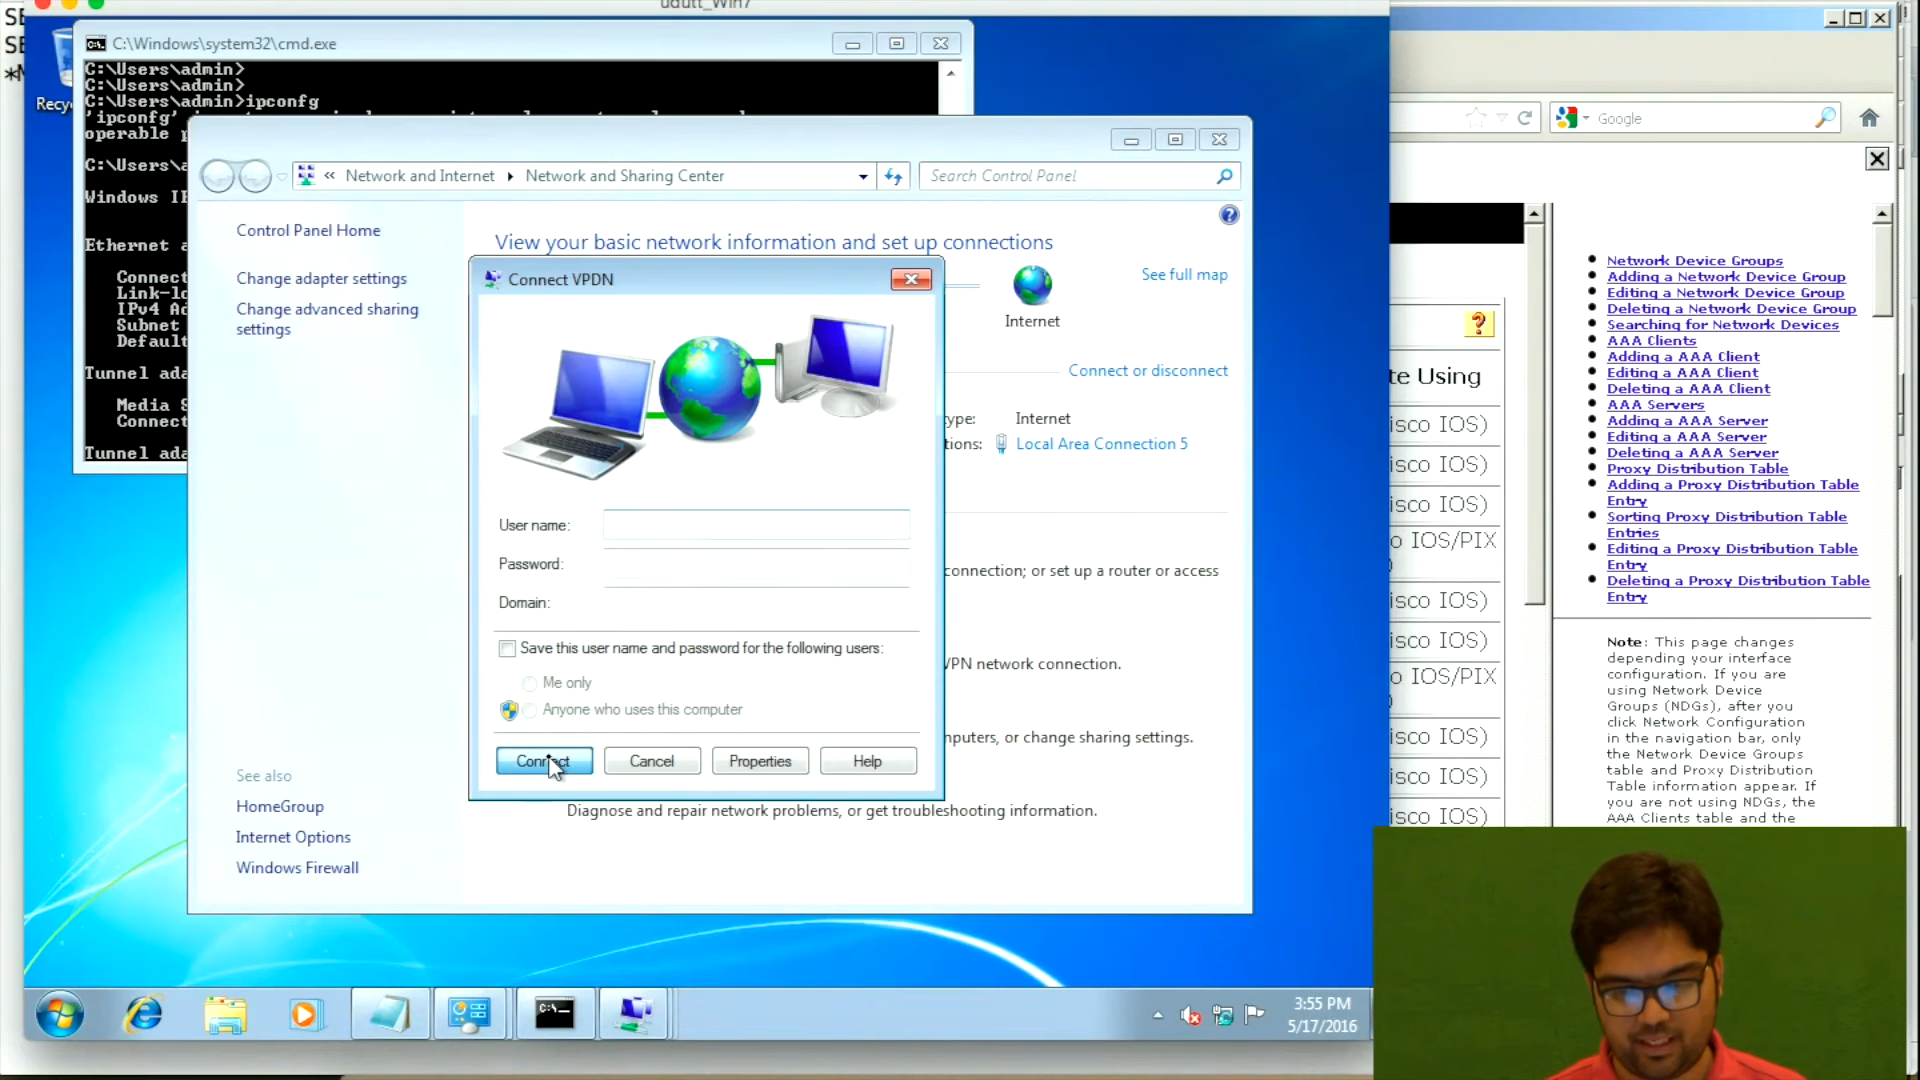 udutt_Win7
C:\Windows\system32\cmd.exe
C:\Users\admin>
C:\Users\admin>
C:\Users\admin>ipconfg
'ipconfg'
operable
C:\Users\a
Windows IP
Ethernet a
Connect
Link-lo
IPv4 Ad
Subnet
Default
Tunnel ada
Media S
Connect
Tunnel ada
Recyc
« Network and Internet ▸ Network and Sharing Center
Search Control Panel
Control Panel Home
Change adapter settings
Change advanced sharing
settings
See also
HomeGroup
Internet Options
Windows Firewall
View your basic network information and set up connections
See full map
Internet
Connect or disconnect
ype: Internet
tions: Local Area Connection 5
connection; or set up a router or access
VPN network connection.
mputers, or change sharing settings.
Diagnose and repair network problems, or get troubleshooting information.
Connect VPDN
User name:
Password:
Domain:
Save this user name and password for the following users:
Me only
Anyone who uses this computer
Connect
Cancel
Properties
Help
3:55 PM
5/17/2016
Google
te Using
isco IOS)
isco IOS)
isco IOS)
o IOS/PIX
)
isco IOS)
isco IOS)
o IOS/PIX
)
isco IOS)
isco IOS)
isco IOS)
Network Device Groups
Adding a Network Device Group
Editing a Network Device Group
Deleting a Network Device Group
Searching for Network Devices
AAA Clients
Adding a AAA Client
Editing a AAA Client
Deleting a AAA Client
AAA Servers
Adding a AAA Server
Editing a AAA Server
Deleting a AAA Server
Proxy Distribution Table
Adding a Proxy Distribution Table
Entry
Sorting Proxy Distribution Table
Entries
Editing a Proxy Distribution Table
Entry
Deleting a Proxy Distribution Table
Entry
Note: This page changes
depending your interface
configuration. If you are
using Network Device
Groups (NDGs), after you
click Network Configuration
in the navigation bar, only
the Network Device Groups
table and Proxy Distribution
Table information appear. If
you are not using NDGs, the
AAA Clients table and the